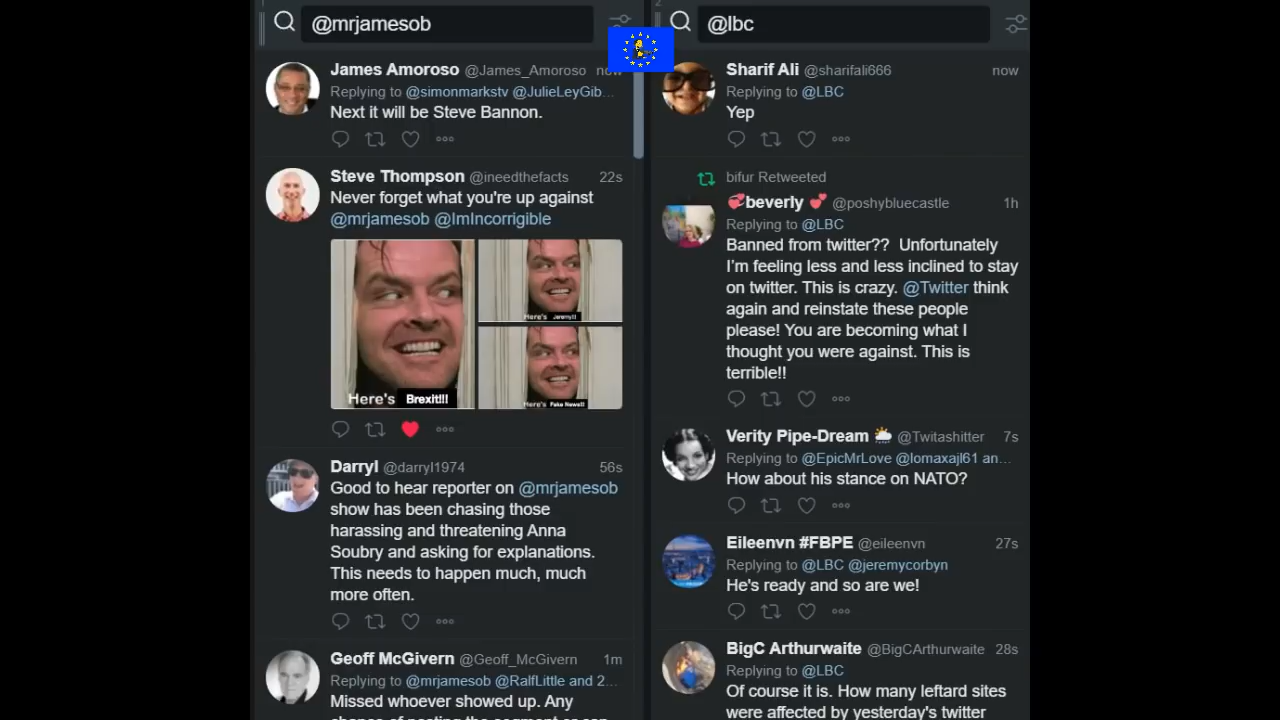 1
@mrjamesob
James Amoroso @James_Amoroso now
Replying to @simonmarkstv @JulieLeyGib...
Next it will be Steve Bannon.
Steve Thompson @ineedthefacts 22s
Never forget what you're up against
@mrjamesob @ImIncorrigible
Here's Brexit!!!
Here's Jeremy!!!
Here's Fake News!!
Darryl @darryl1974 56s
Good to hear reporter on @mrjamesob
show has been chasing those
harassing and threatening Anna
Soubry and asking for explanations.
This needs to happen much, much
more often.
Geoff McGivern @Geoff_McGivern 1m
Replying to @mrjamesob @RalfLittle and 2...
Missed whoever showed up. Any
2
@lbc
Sharif Ali @sharifali666 now
Replying to @LBC
Yep
bifur Retweeted
💞beverly 💕 @poshybluecastle 1h
Replying to @LBC
Banned from twitter?? Unfortunately
I'm feeling less and less inclined to stay
on twitter. This is crazy. @Twitter think
again and reinstate these people
please! You are becoming what I
thought you were against. This is
terrible!!
Verity Pipe-Dream 🌦 @Twitashitter 7s
Replying to @EpicMrLove @lomaxajl61 an...
How about his stance on NATO?
Eileenvn #FBPE @eileenvn 27s
Replying to @LBC @jeremycorbyn
He's ready and so are we!
BigC Arthurwaite @BigCArthurwaite 28s
Replying to @LBC
Of course it is. How many leftard sites
were affected by yesterday's twitter